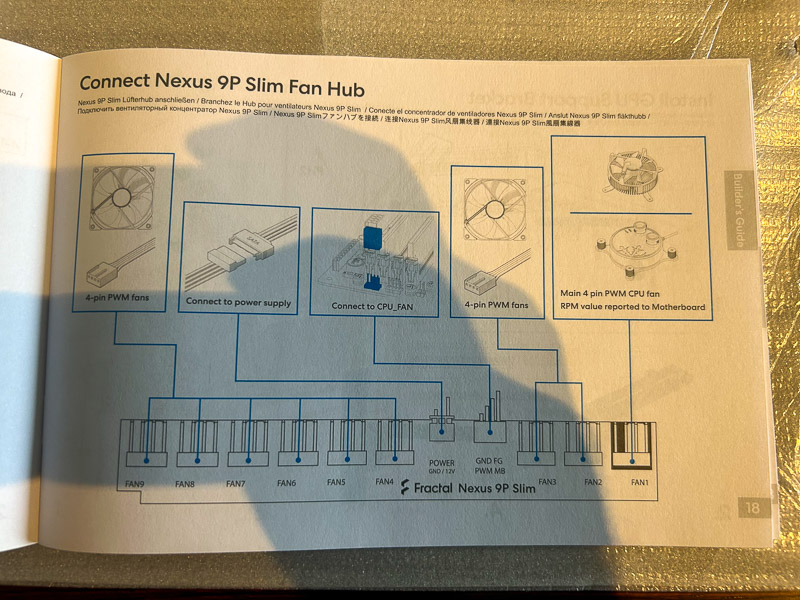 вода /
Connect Nexus 9P Slim Fan Hub
Nexus 9P Slim Lüfterhub anschließen / Branchez le Hub pour ventilateurs Nexus 9P Slim / Conecte el concentrador de ventiladores Nexus 9P Slim / Anslut Nexus 9P Slim fläkthubb /
Подключить вентиляторный концентратор Nexus 9P Slim / Nexus 9P Slimファンハブを接続 / 连接Nexus 9P Slim风扇集线器 / 連接Nexus 9P Slim風扇集線器
Builder's Guide
4-pin PWM fans
SATA
Connect to power supply
Connect to CPU_FAN
4-pin PWM fans
Main 4 pin PWM CPU fan
RPM value reported to Motherboard
FAN9
FAN8
FAN7
FAN6
FAN5
FAN4
POWER
GND / 12V
GND FG
PWM MB
FAN3
FAN2
FAN1
Fractal Nexus 9P Slim
18